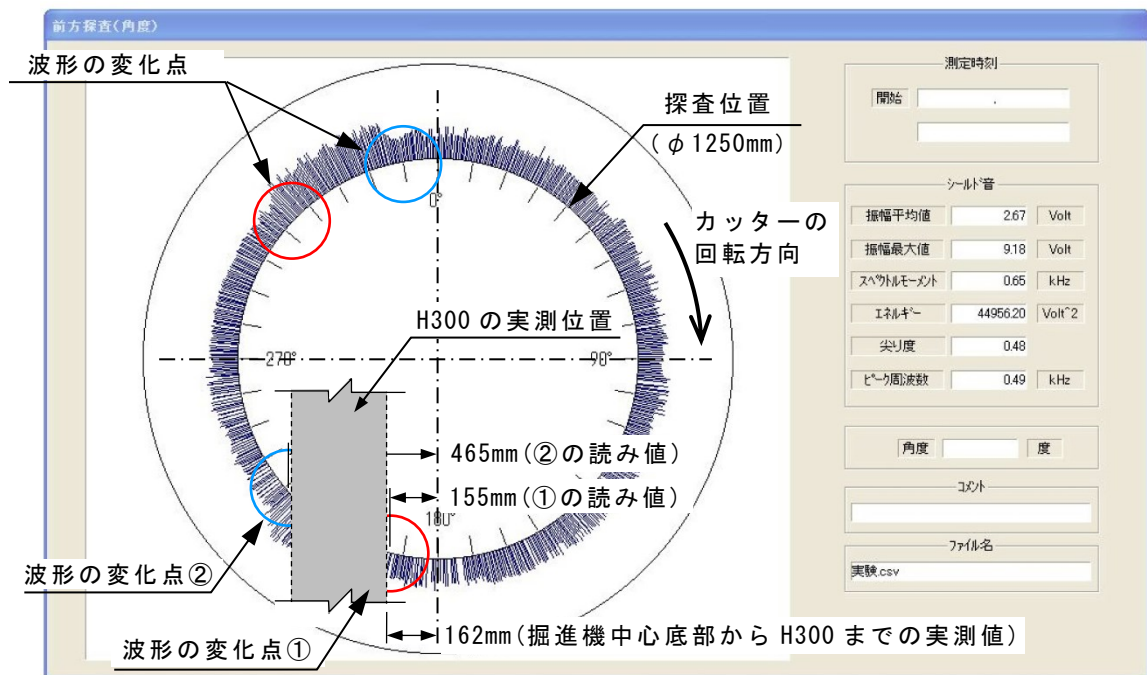 前方探査(角度)
波形の変化点
探査位置
(φ1250mm)
カッターの
回転方向
0°
H300の実測位置
270°
90°
465mm(②の読み値)
155mm(①の読み値)
180°
波形の変化点②
波形の変化点①
162mm(掘進機中心底部からH300までの実測値)
測定時刻
開始
シールド音
振幅平均値 2.67 Volt
振幅最大値 9.18 Volt
スペクトルモーメント 0.65 kHz
エネルギー 44956.20 Volt^2
尖り度 0.48
ピーク周波数 0.49 kHz
角度 度
コメント
ファイル名
実験.csv